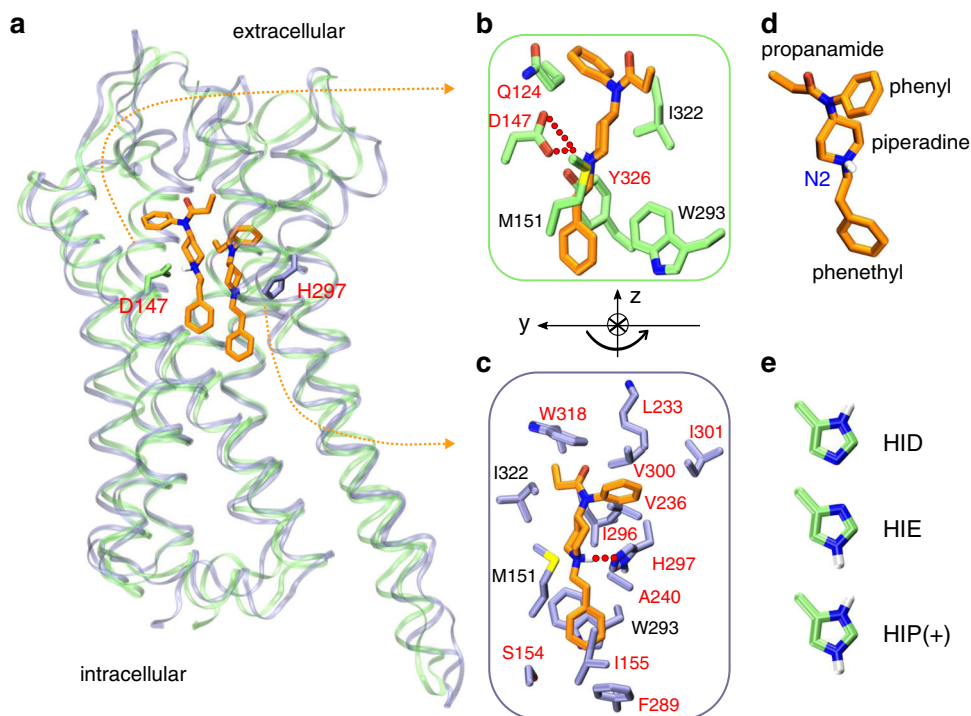 a
extracellular
D147
H297
intracellular
b
Q124
D147
I322
Y326
M151
W293
z
y
c
W318
L233
I301
I322
V300
V236
I296
H297
M151
A240
W293
S154
I155
F289
d
propanamide
phenyl
piperadine
N2
phenethyl
e
HID
HIE
HIP(+)